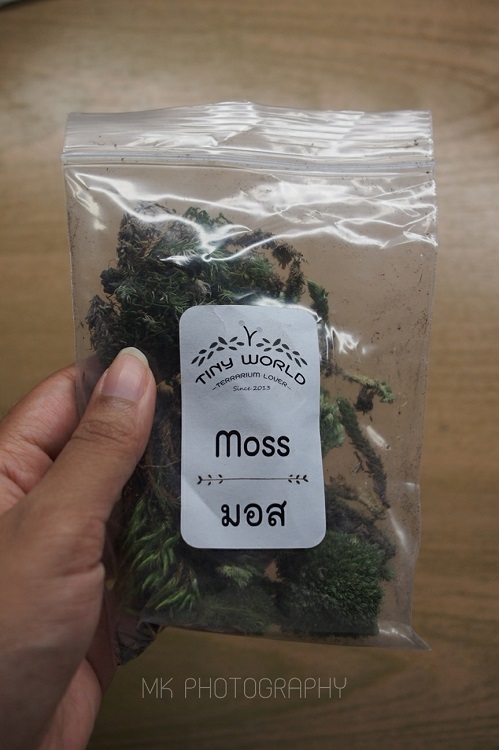 TINY WORLD
~TERRARIUM LOVER~
Since 2013
Moss
มอส
MK PHOTOGRAPHY